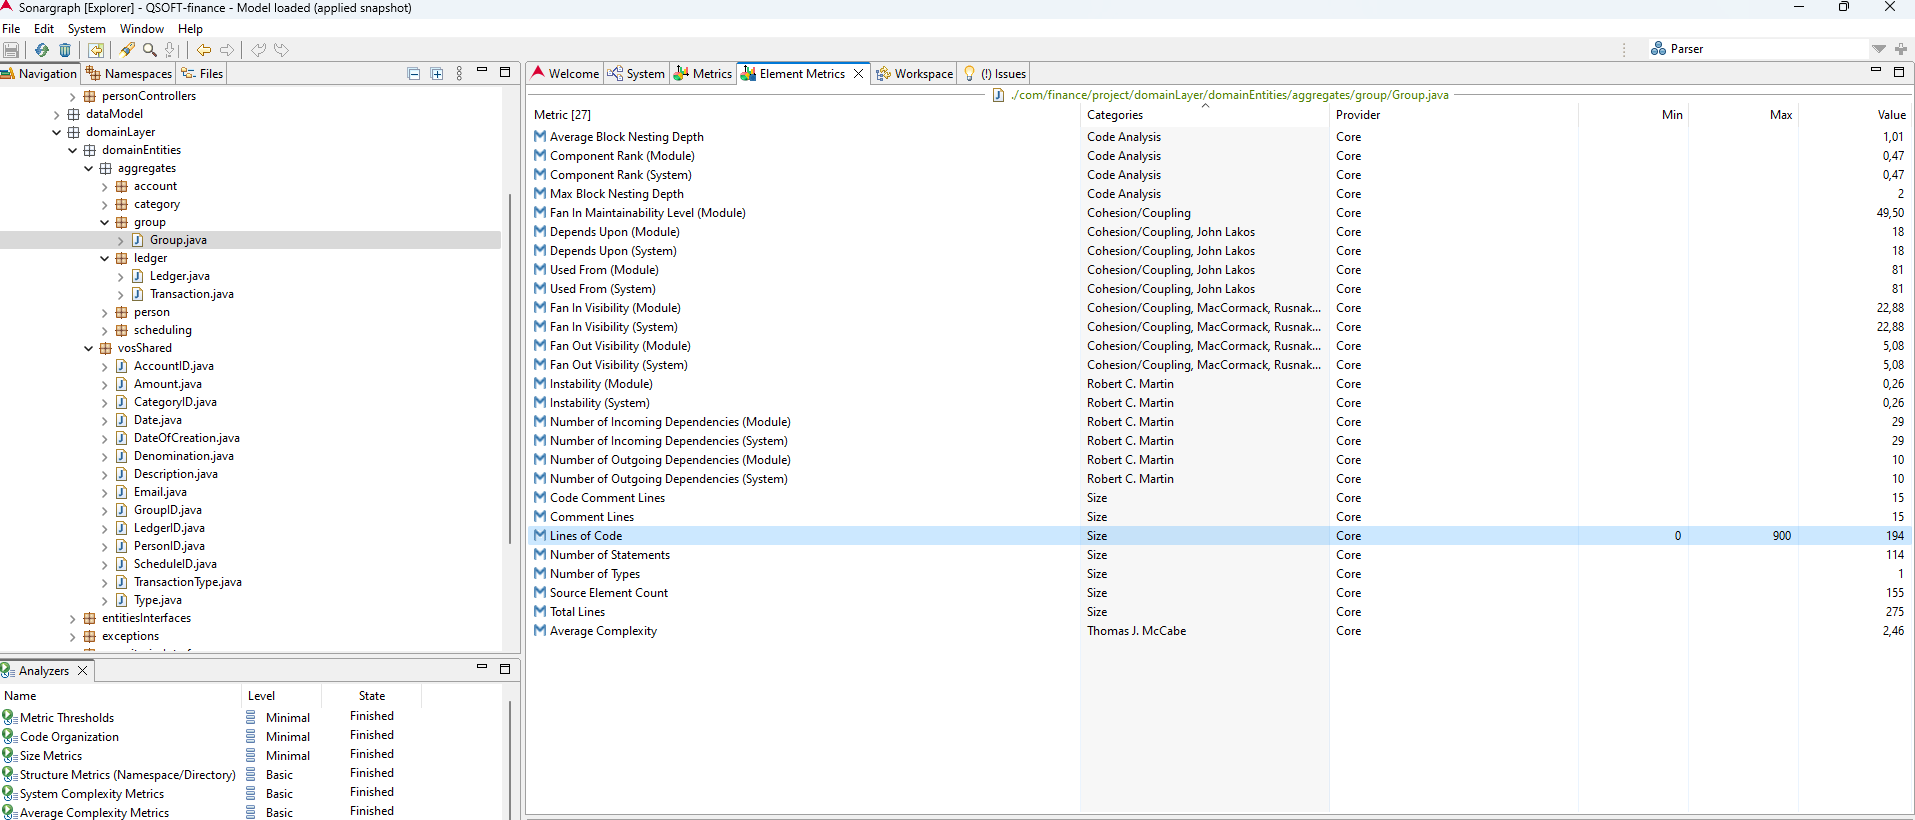 Sonargraph [Explorer] - QSOFT-finance - Model loaded (applied snapshot)
File Edit System Window Help
Parser
Navigation Namespaces Files
personControllers
dataModel
domainLayer
domainEntities
aggregates
account
category
group
Group.java
ledger
Ledger.java
Transaction.java
person
scheduling
vosShared
AccountID.java
Amount.java
CategoryID.java
Date.java
DateOfCreation.java
Denomination.java
Description.java
Email.java
GroupID.java
LedgerID.java
PersonID.java
ScheduleID.java
TransactionType.java
Type.java
entitiesInterfaces
exceptions
Analyzers
Name Level State
Metric Thresholds Minimal Finished
Code Organization Minimal Finished
Size Metrics Minimal Finished
Structure Metrics (Namespace/Directory) Basic Finished
System Complexity Metrics Basic Finished
Average Complexity Metrics Basic Finished
Welcome System Metrics Element Metrics Workspace (!) Issues
./com/finance/project/domainLayer/domainEntities/aggregates/group/Group.java
Metric [27] Categories Provider Min Max Value
Average Block Nesting Depth Code Analysis Core 1,01
Component Rank (Module) Code Analysis Core 0,47
Component Rank (System) Code Analysis Core 0,47
Max Block Nesting Depth Code Analysis Core 2
Fan In Maintainability Level (Module) Cohesion/Coupling Core 49,50
Depends Upon (Module) Cohesion/Coupling, John Lakos Core 18
Depends Upon (System) Cohesion/Coupling, John Lakos Core 18
Used From (Module) Cohesion/Coupling, John Lakos Core 81
Used From (System) Cohesion/Coupling, John Lakos Core 81
Fan In Visibility (Module) Cohesion/Coupling, MacCormack, Rusnak... Core 22,88
Fan In Visibility (System) Cohesion/Coupling, MacCormack, Rusnak... Core 22,88
Fan Out Visibility (Module) Cohesion/Coupling, MacCormack, Rusnak... Core 5,08
Fan Out Visibility (System) Cohesion/Coupling, MacCormack, Rusnak... Core 5,08
Instability (Module) Robert C. Martin Core 0,26
Instability (System) Robert C. Martin Core 0,26
Number of Incoming Dependencies (Module) Robert C. Martin Core 29
Number of Incoming Dependencies (System) Robert C. Martin Core 29
Number of Outgoing Dependencies (Module) Robert C. Martin Core 10
Number of Outgoing Dependencies (System) Robert C. Martin Core 10
Code Comment Lines Size Core 15
Comment Lines Size Core 15
Lines of Code Size Core 0 900 194
Number of Statements Size Core 114
Number of Types Size Core 1
Source Element Count Size Core 155
Total Lines Size Core 275
Average Complexity Thomas J. McCabe Core 2,46